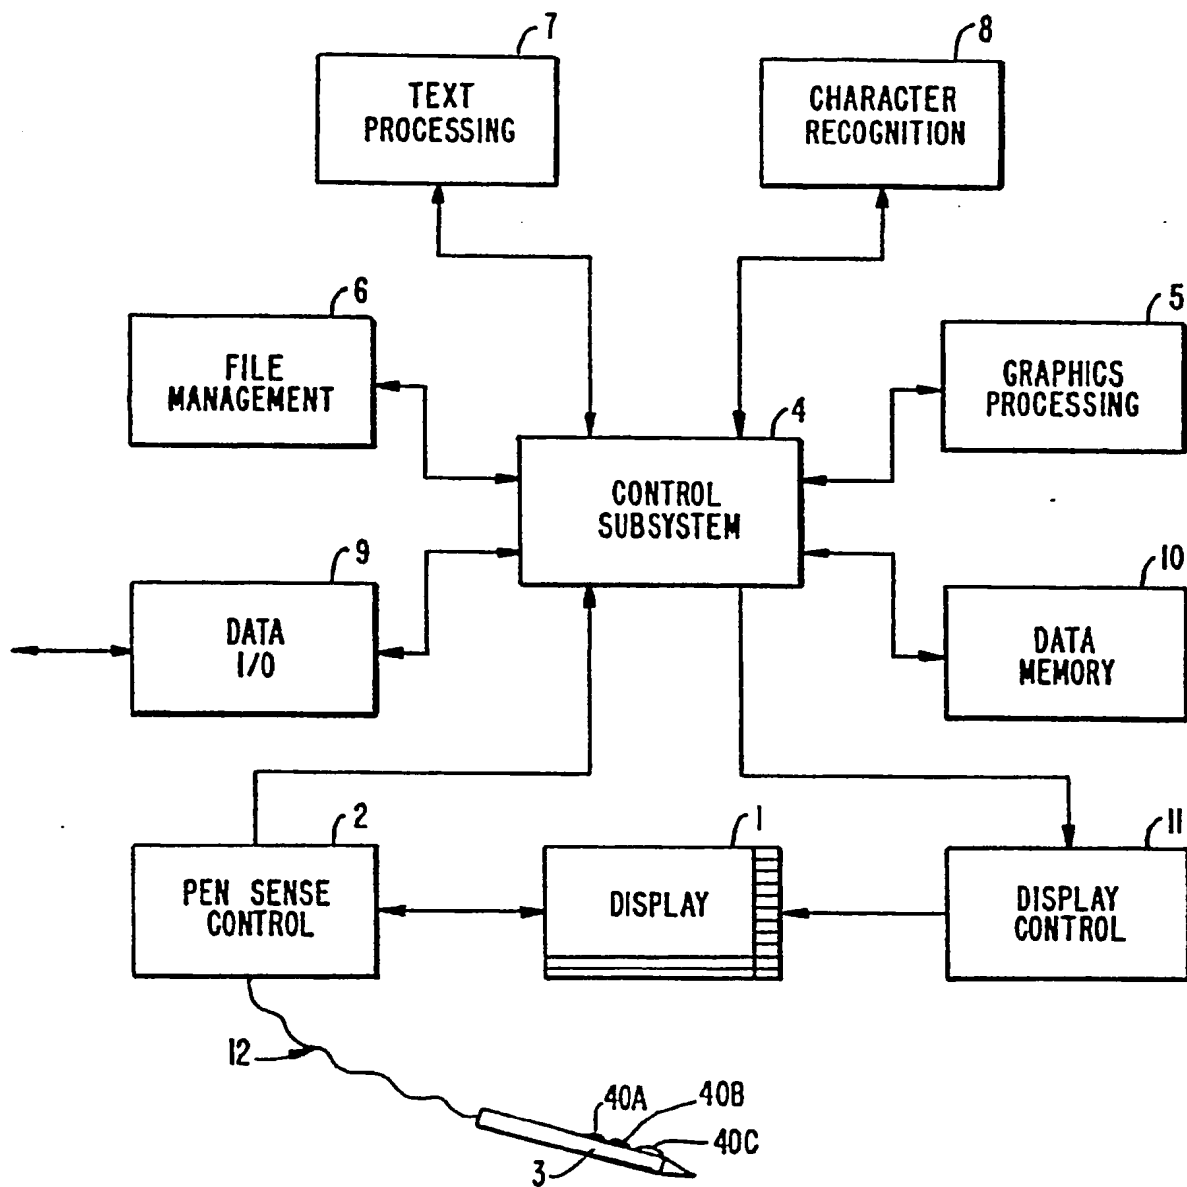 7
8
TEXT
PROCESSING
CHARACTER
RECOGNITION
6
5
FILE
MANAGEMENT
GRAPHICS
PROCESSING
4
CONTROL
SUBSYSTEM
9
10
DATA
I/O
DATA
MEMORY
2
1
11
PEN SENSE
CONTROL
DISPLAY
DISPLAY
CONTROL
12
40A
40B
40C
3